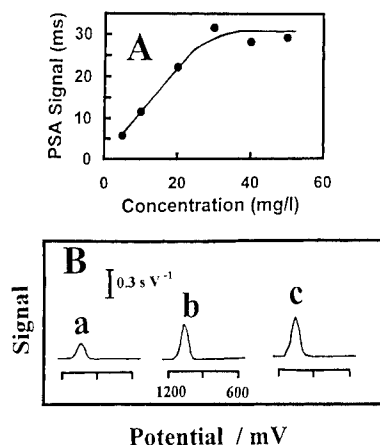 A
PSA Signal (ms)
30
20
10
0
0 20 40 60
Concentration (mg/l)
B
0.3 s V⁻¹
a
b
c
Signal
1200 600
Potential / mV